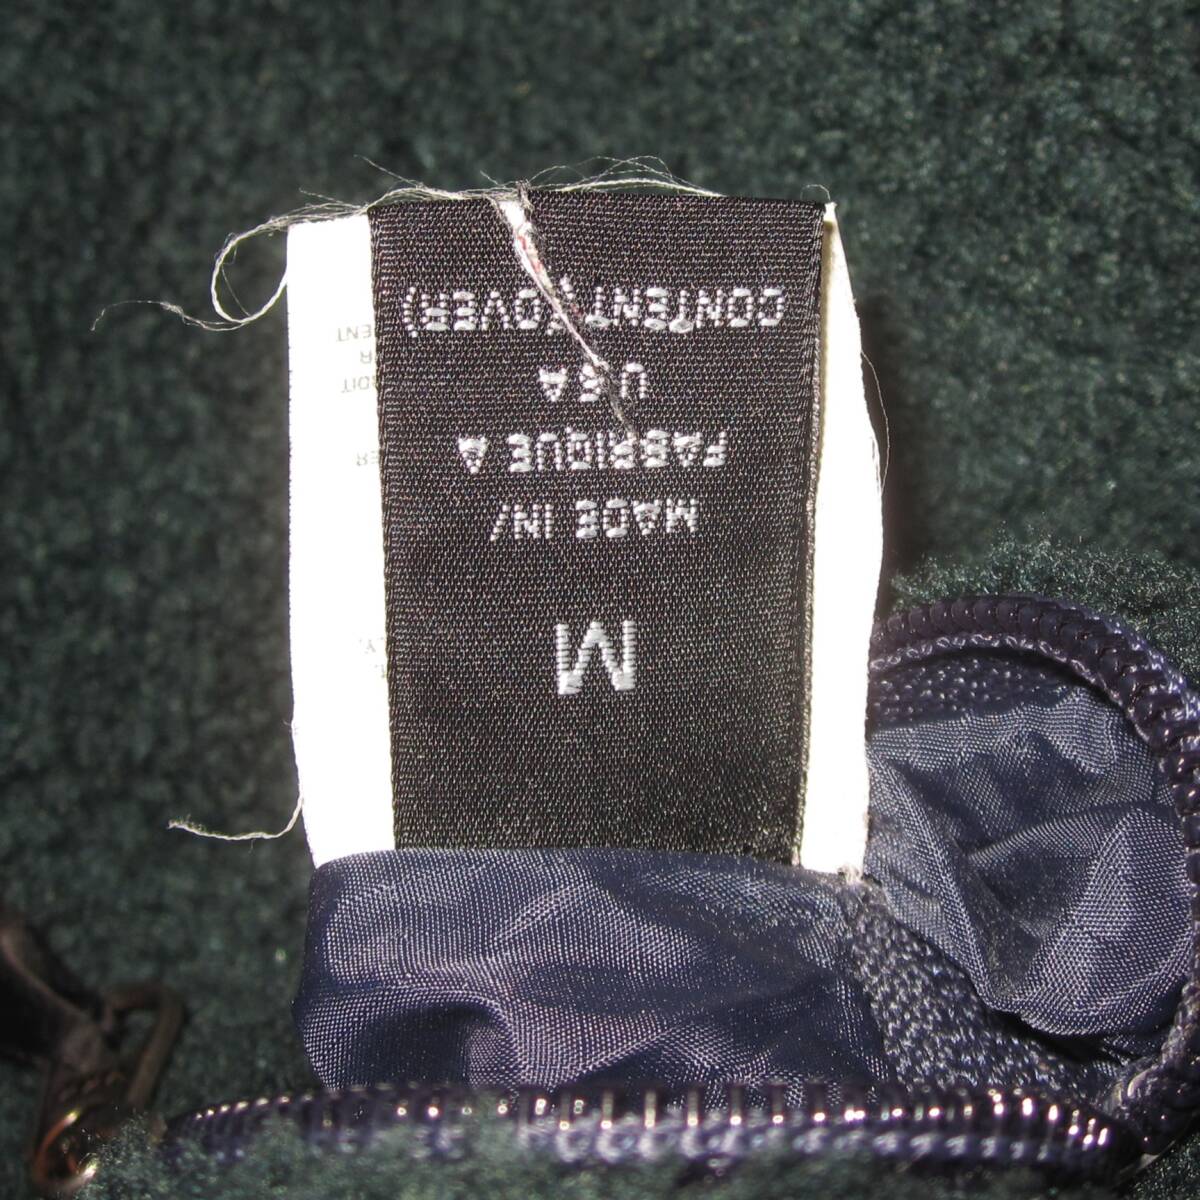 M
MADE IN/
FABRIQUE A
U.S.A
CONTENT(OVER)